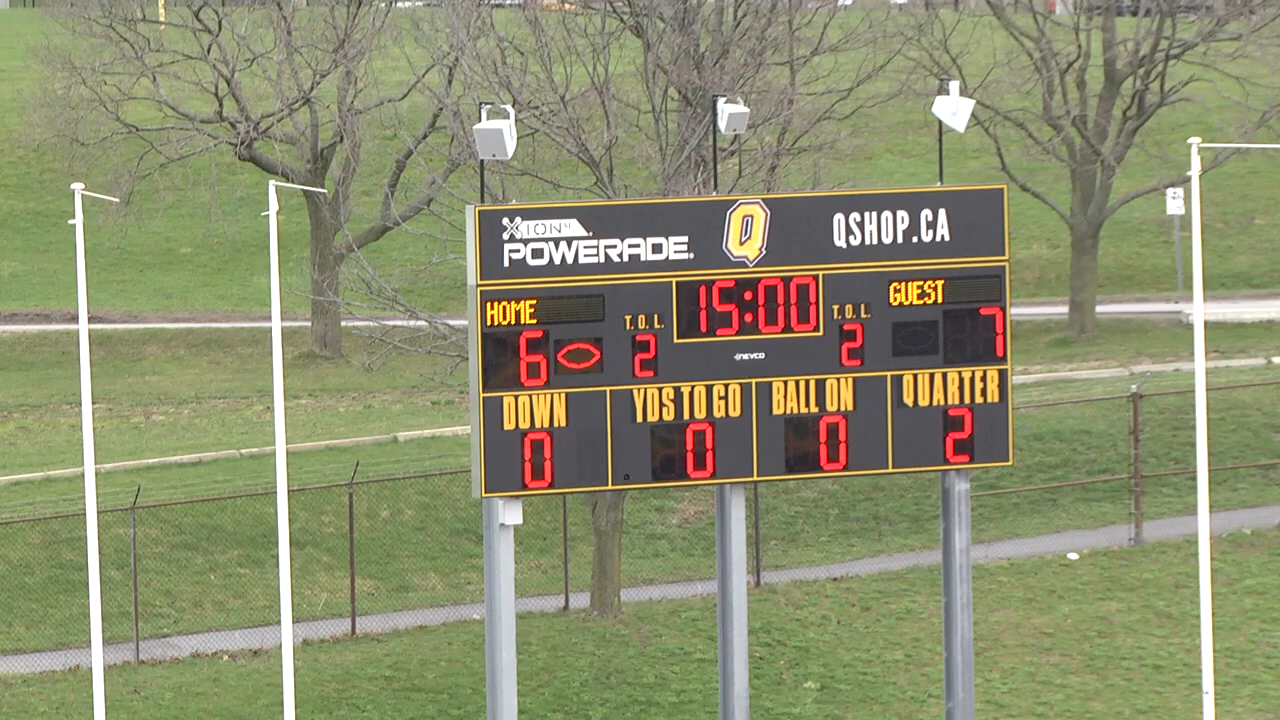 XION
POWERADE
Q
QSHOP.CA
HOME
T.O.L.
15:00
T.O.L.
GUEST
6
2
NEVCO
2
7
DOWN
YDS TO GO
BALL ON
QUARTER
0
0
0
2